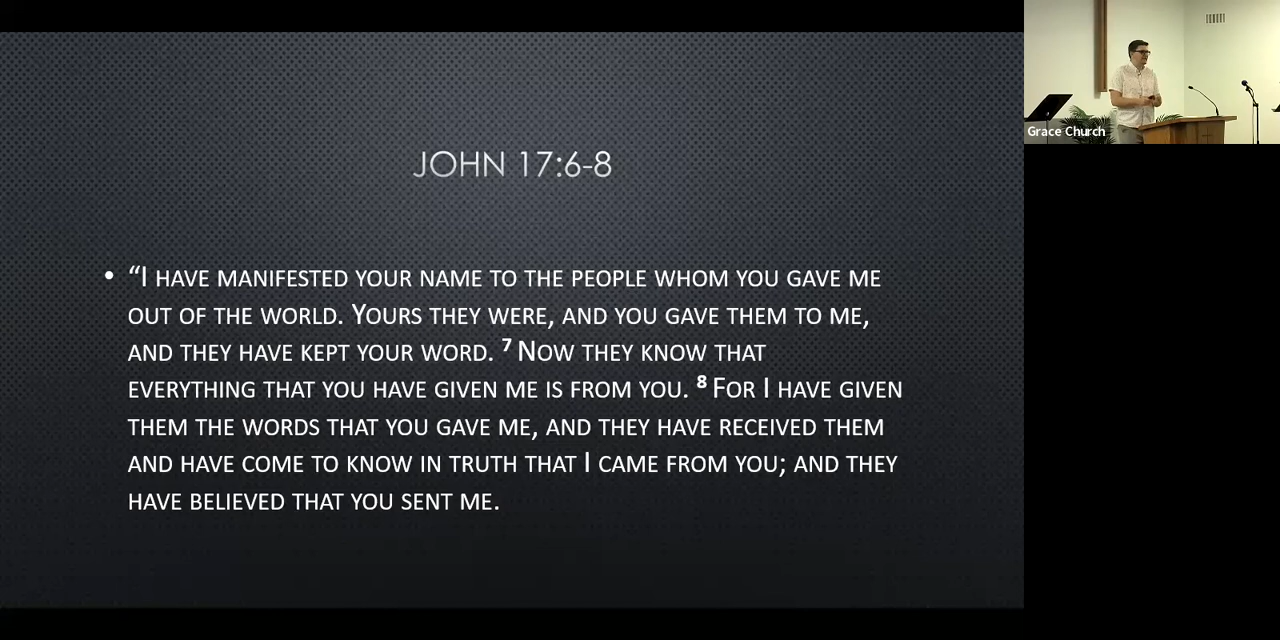 JOHN 17:6-8
• “I HAVE MANIFESTED YOUR NAME TO THE PEOPLE WHOM YOU GAVE ME
OUT OF THE WORLD. YOURS THEY WERE, AND YOU GAVE THEM TO ME,
AND THEY HAVE KEPT YOUR WORD. ⁷ NOW THEY KNOW THAT
EVERYTHING THAT YOU HAVE GIVEN ME IS FROM YOU. ⁸ FOR I HAVE GIVEN
THEM THE WORDS THAT YOU GAVE ME, AND THEY HAVE RECEIVED THEM
AND HAVE COME TO KNOW IN TRUTH THAT I CAME FROM YOU; AND THEY
HAVE BELIEVED THAT YOU SENT ME.
Grace Church